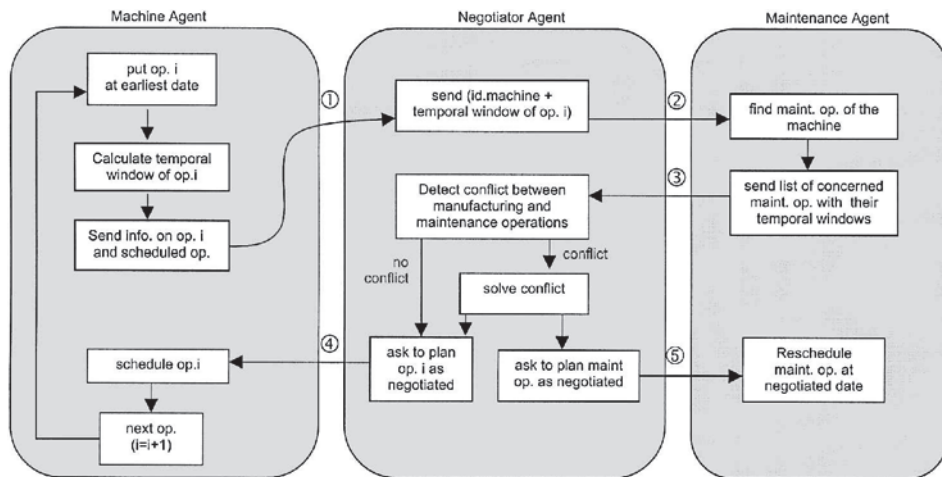 Machine Agent
Negotiator Agent
Maintenance Agent
put op. i
at earliest date
Calculate temporal
window of op.i
Send info. on op. i
and scheduled op.
schedule op.i
next op.
(i=i+1)
①
send (id.machine +
temporal window of op. i)
Detect conflict between
manufacturing and
maintenance operations
no
conflict
conflict
solve conflict
④
ask to plan
op. i as
negotiated
ask to plan maint
op. as negotiated
②
find maint. op. of the
machine
③
send list of concerned
maint. op. with their
temporal windows
⑤
Reschedule
maint. op. at
negotiated date